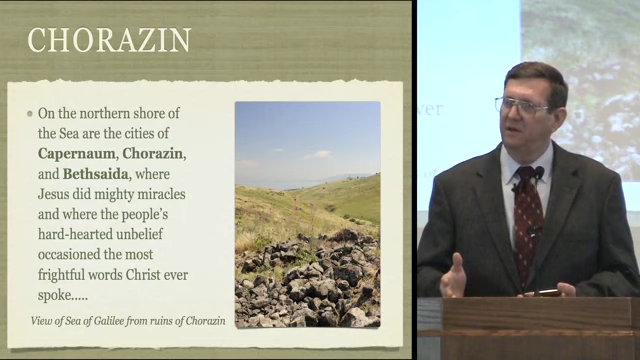 CHORAZIN
On the northern shore of
the Sea are the cities of
Capernaum, Chorazin,
and Bethsaida, where
Jesus did mighty miracles
and where the people's
hard-hearted unbelief
occasioned the most
frightful words Christ ever
spoke.....
View of Sea of Galilee from ruins of Chorazin